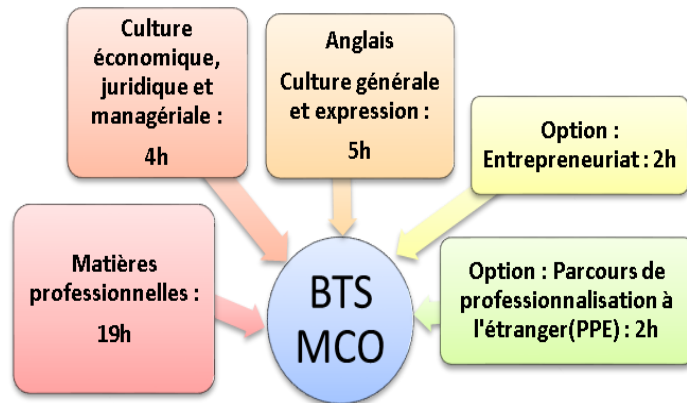 Culture
économique,
juridique et
managériale :
4h
Anglais
Culture générale
et expression :
5h
Option :
Entrepreneuriat : 2h
Matières
professionnelles :
19h
BTS
MCO
Option : Parcours de
professionnalisation à
l'étranger(PPE) : 2h